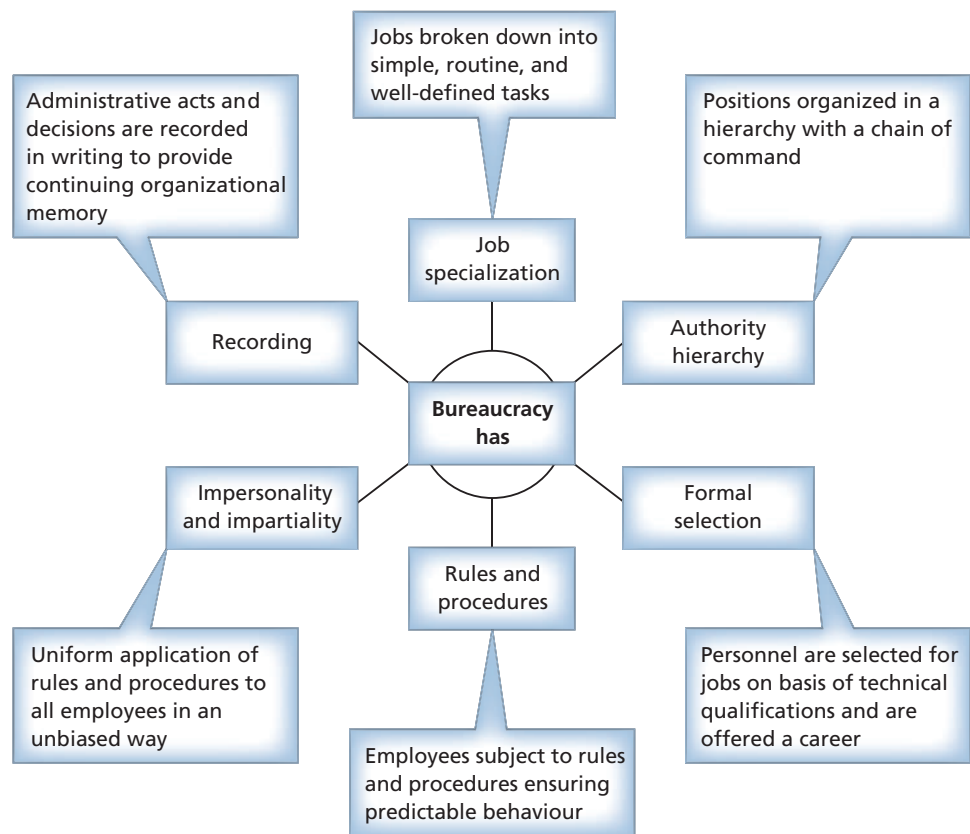 Jobs broken down into
simple, routine, and
well-defined tasks
Administrative acts and
decisions are recorded
in writing to provide
continuing organizational
memory
Positions organized in a
hierarchy with a chain of
command
Job
specialization
Recording
Authority
hierarchy
Bureaucracy
has
Impersonality
and impartiality
Formal
selection
Rules and
procedures
Uniform application of
rules and procedures to
all employees in an
unbiased way
Personnel are selected for
jobs on basis of technical
qualifications and are
offered a career
Employees subject to rules
and procedures ensuring
predictable behaviour